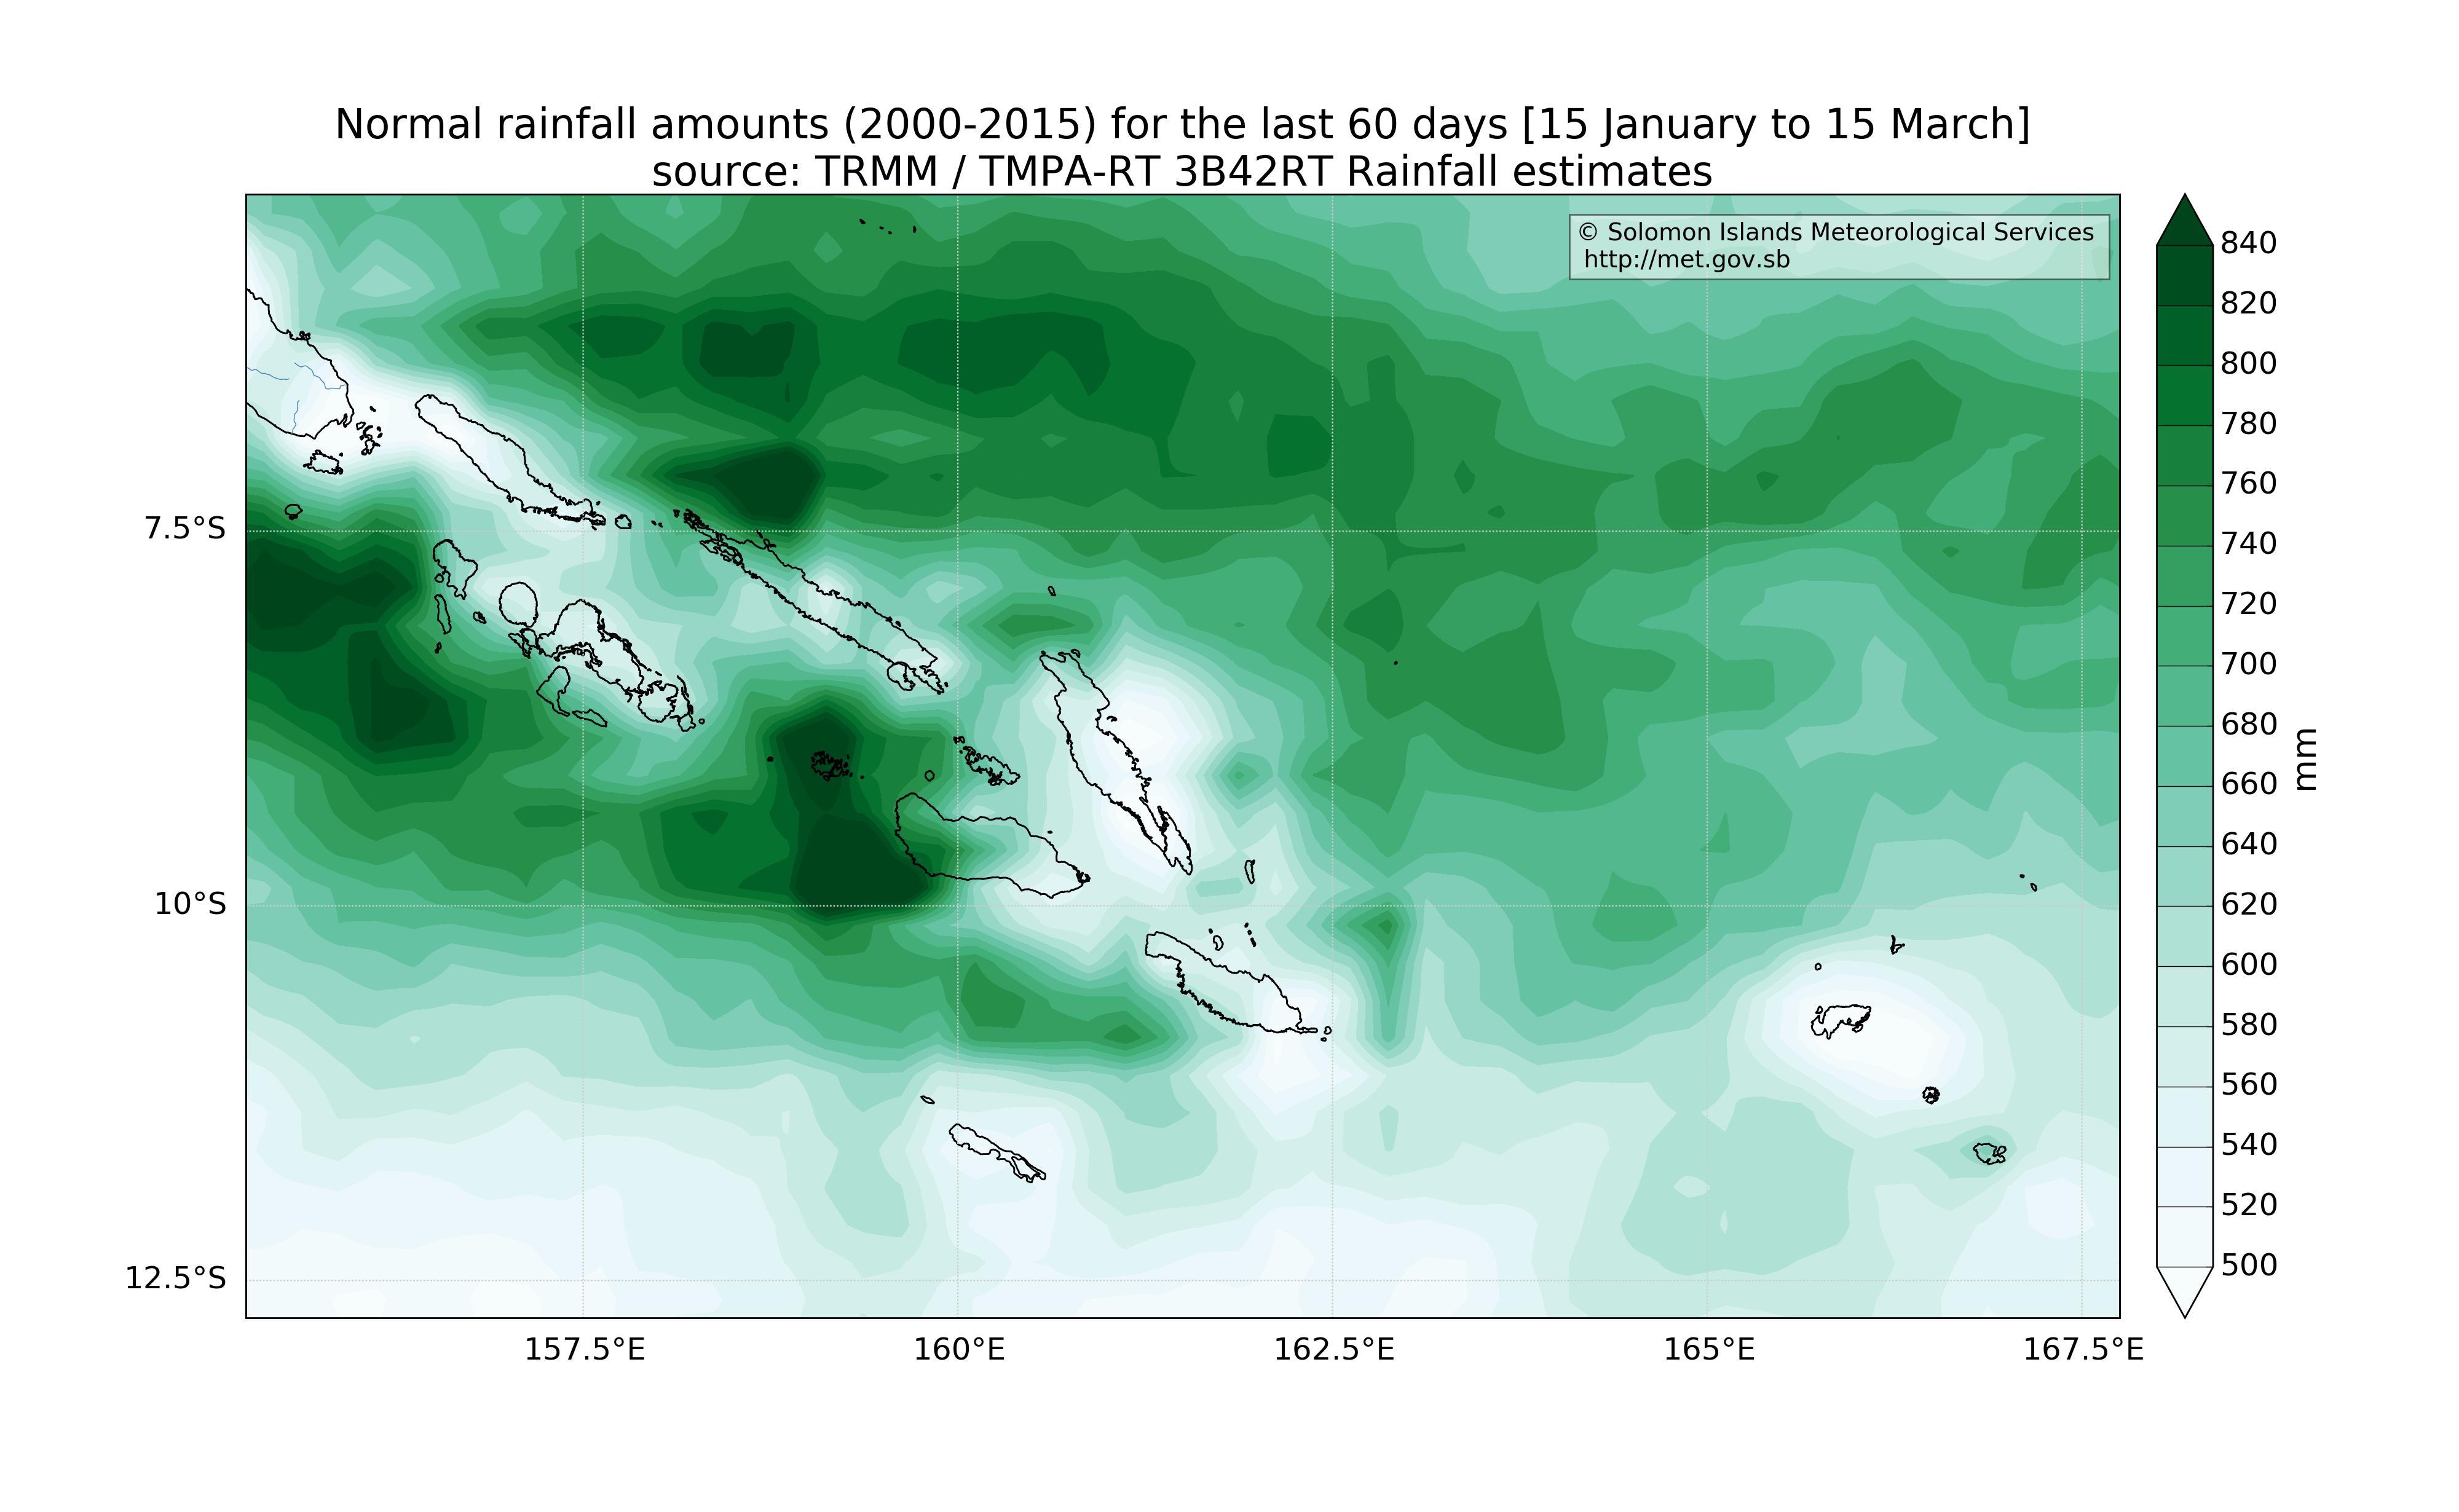 Normal rainfall amounts (2000-2015) for the last 60 days [15 January to 15 March]
source: TRMM / TMPA-RT 3B42RT Rainfall estimates
© Solomon Islands Meteorological Services
http://met.gov.sb
7.5°S
10°S
12.5°S
157.5°E
160°E
162.5°E
165°E
167.5°E
840
820
800
780
760
740
720
700
680
660
640
620
600
580
560
540
520
500
mm